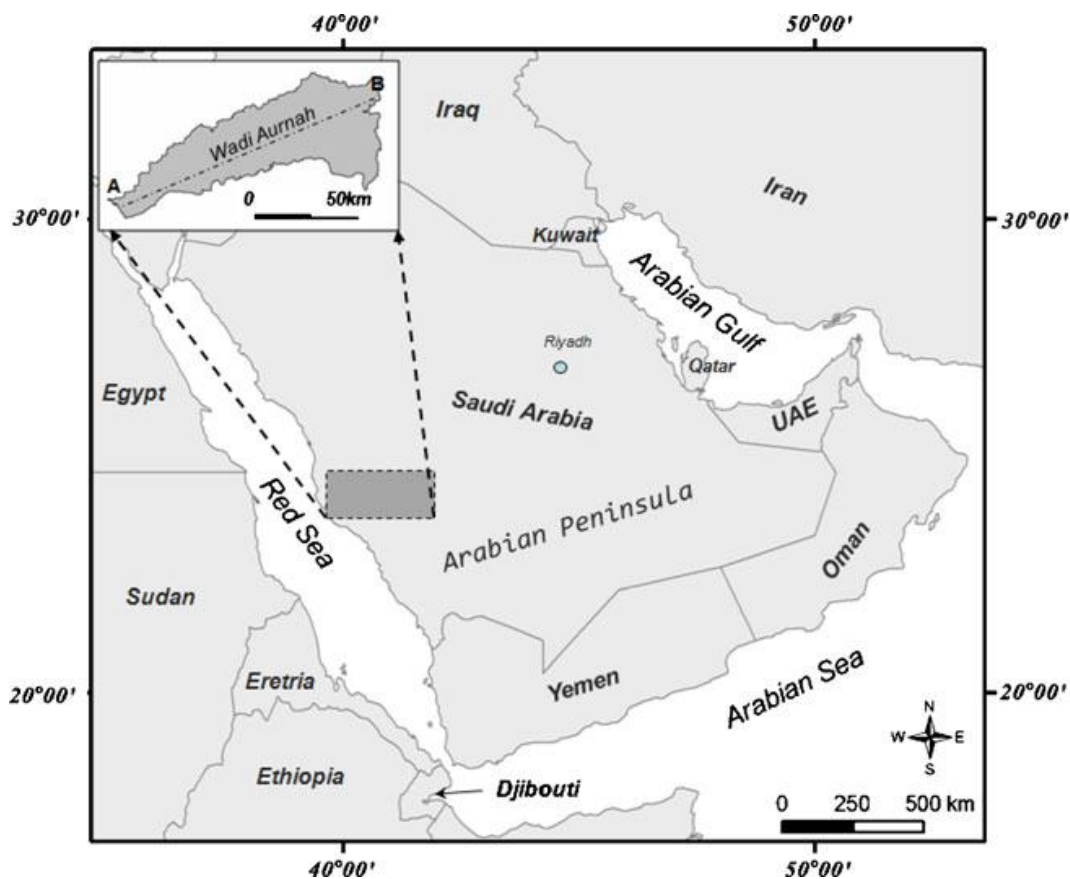 40°00'
50°00'
B
Wadi Aurnah
A
0
50km
Iraq
Iran
30°00'
30°00'
Kuwait
Arabian Gulf
Riyadh
Qatar
Egypt
Saudi Arabia
UAE
Red Sea
Arabian Peninsula
Oman
Sudan
Eretria
Yemen
Arabian Sea
20°00'
20°00'
N
W
E
S
Ethiopia
Djibouti
0 250 500 km
40°00'
50°00'